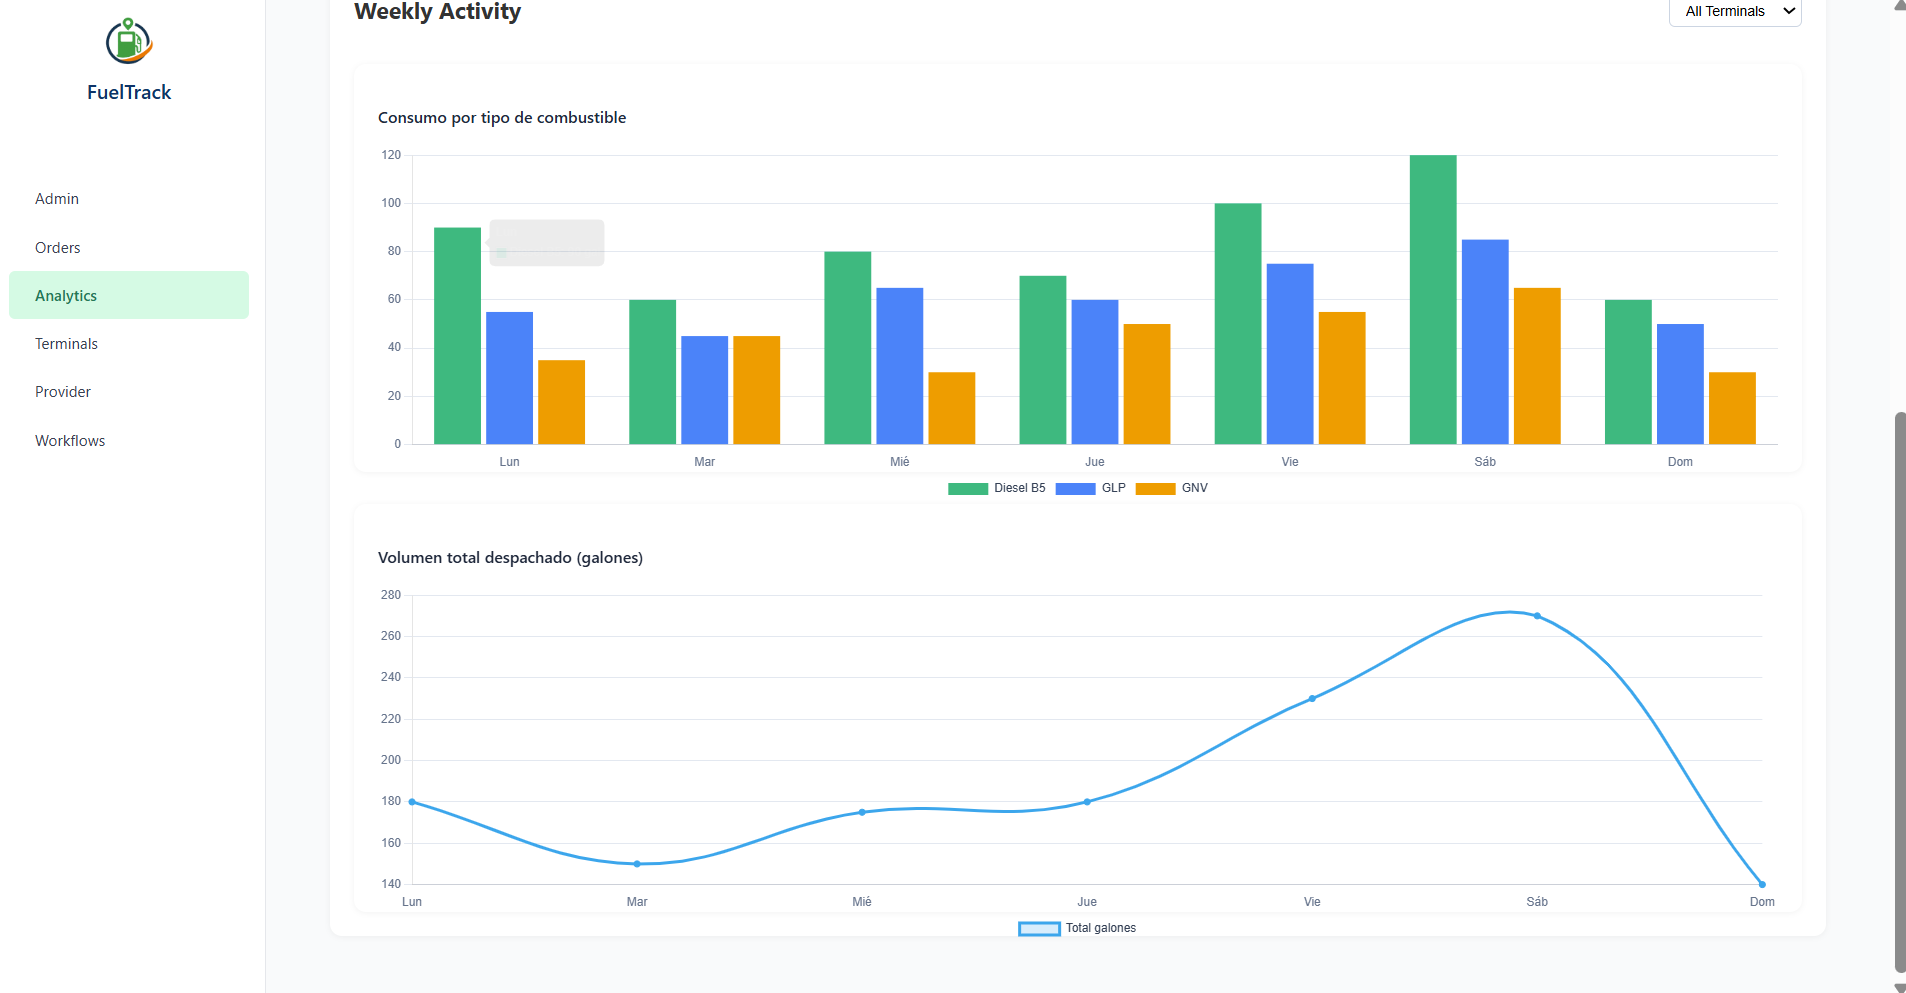 FuelTrack
Admin
Orders
Analytics
Terminals
Provider
Workflows
Weekly Activity
All Terminals
Consumo por tipo de combustible
120
100
80
60
40
20
0
Lun Mar Mié Jue Vie Sáb Dom
Diesel B5 GLP GNV
Volumen total despachado (galones)
280
260
240
220
200
180
160
140
Lun Mar Mié Jue Vie Sáb Dom
Total galones